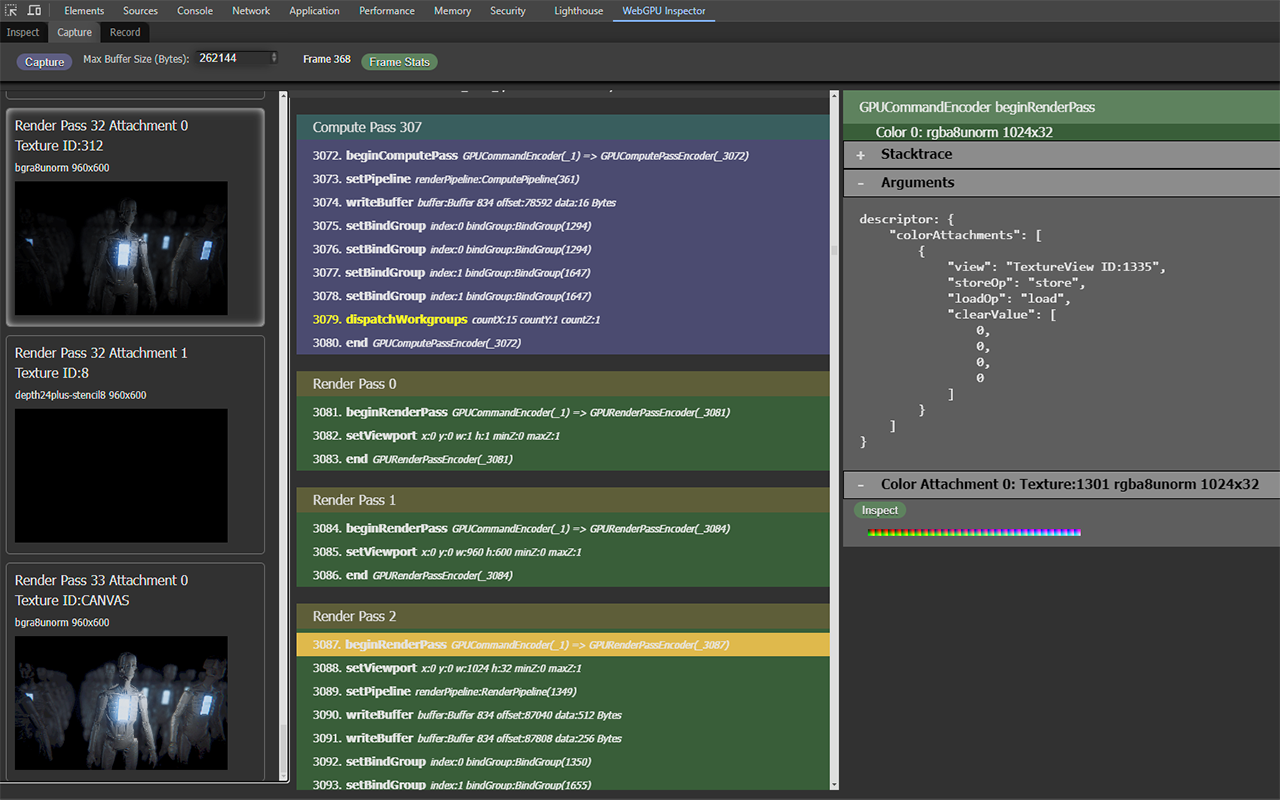 Elements Sources Console Network Application Performance Memory Security Lighthouse WebGPU Inspector
Inspect Capture Record
Capture Max Buffer Size (Bytes): 262144 Frame 368 Frame Stats
Render Pass 32 Attachment 0
Texture ID:312
bgra8unorm 960x600
Render Pass 32 Attachment 1
Texture ID:8
depth24plus-stencil8 960x600
Render Pass 33 Attachment 0
Texture ID:CANVAS
bgra8unorm 960x600
Compute Pass 307
3072. beginComputePass GPUCommandEncoder(_1) => GPUComputePassEncoder(_3072)
3073. setPipeline renderPipeline:ComputePipeline(361)
3074. writeBuffer buffer:Buffer 834 offset:78592 data:16 Bytes
3075. setBindGroup index:0 bindGroup:BindGroup(1294)
3076. setBindGroup index:0 bindGroup:BindGroup(1294)
3077. setBindGroup index:1 bindGroup:BindGroup(1647)
3078. setBindGroup index:1 bindGroup:BindGroup(1647)
3079. dispatchWorkgroups countX:15 countY:1 countZ:1
3080. end GPUComputePassEncoder(_3072)
Render Pass 0
3081. beginRenderPass GPUCommandEncoder(_1) => GPURenderPassEncoder(_3081)
3082. setViewport x:0 y:0 w:1 h:1 minZ:0 maxZ:1
3083. end GPURenderPassEncoder(_3081)
Render Pass 1
3084. beginRenderPass GPUCommandEncoder(_1) => GPURenderPassEncoder(_3084)
3085. setViewport x:0 y:0 w:960 h:600 minZ:0 maxZ:1
3086. end GPURenderPassEncoder(_3084)
Render Pass 2
3087. beginRenderPass GPUCommandEncoder(_1) => GPURenderPassEncoder(_3087)
3088. setViewport x:0 y:0 w:1024 h:32 minZ:0 maxZ:1
3089. setPipeline renderPipeline:RenderPipeline(1349)
3090. writeBuffer buffer:Buffer 834 offset:87040 data:512 Bytes
3091. writeBuffer buffer:Buffer 834 offset:87808 data:256 Bytes
3092. setBindGroup index:0 bindGroup:BindGroup(1350)
3093. setBindGroup index:1 bindGroup:BindGroup(1655)
GPUCommandEncoder beginRenderPass
Color 0: rgba8unorm 1024x32
+ Stacktrace
- Arguments
descriptor: {
"colorAttachments": [
{
"view": "TextureView ID:1335",
"storeOp": "store",
"loadOp": "load",
"clearValue": [
0,
0,
0,
0
]
}
]
}
- Color Attachment 0: Texture:1301 rgba8unorm 1024x32
Inspect